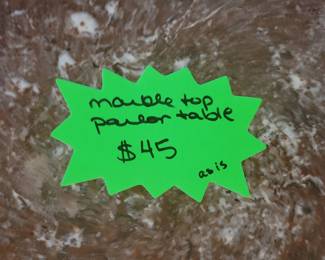 marble top
parlor table
$45
as is